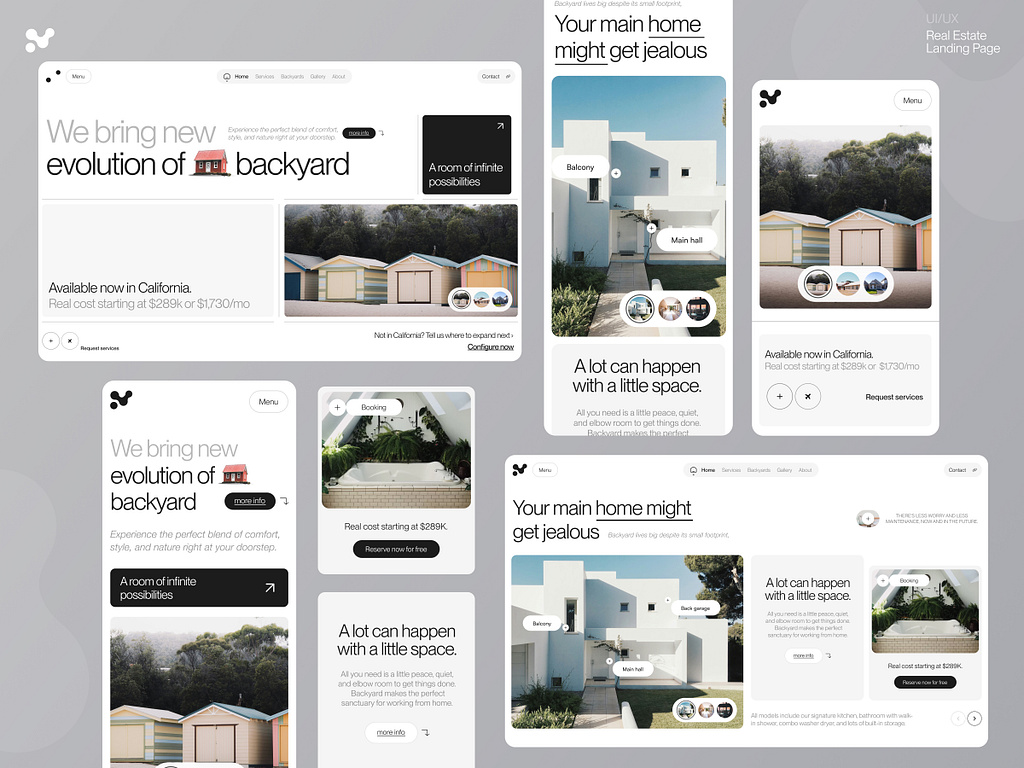 UI/UX
Real Estate
Landing Page
Menu
Home Services Backyards Gallery About
Contact
We bring new
Experience the perfect blend of comfort,
style, and nature right at your doorstep.
more info
evolution of backyard
A room of infinite
possibilities
Available now in California.
Real cost starting at $289k or $1,730/mo
Request services
Not in California? Tell us where to expand next ›
Configure now
Backyard lives big despite its small footprint,
Your main home
might get jealous
Balcony
Main hall
A lot can happen
with a little space.
All you need is a little peace, quiet,
and elbow room to get things done.
Backyard makes the perfect
Menu
Available now in California.
Real cost starting at $289k or $1,730/mo
Request services
Menu
We bring new
evolution of
backyard
more info
Experience the perfect blend of comfort,
style, and nature right at your doorstep.
A room of infinite
possibilities
Booking
Real cost starting at $289K.
Reserve now for free
A lot can happen
with a little space.
All you need is a little peace, quiet,
and elbow room to get things done.
Backyard makes the perfect
sanctuary for working from home.
more info
Menu
Home Services Backyards Gallery About
Contact
Your main home might
get jealous
Backyard lives big despite its small footprint,
THERE'S LESS WORRY AND LESS
MAINTENANCE, NOW AND IN THE FUTURE.
Balcony
Back garage
Main hall
A lot can happen
with a little space.
All you need is a little peace, quiet,
and elbow room to get things done.
Backyard makes the perfect
sanctuary for working from home.
more info
Booking
Real cost starting at $289K.
Reserve now for free
All models include our signature kitchen, bathroom with walk-
in shower, combo washer dryer, and lots of built-in storage.